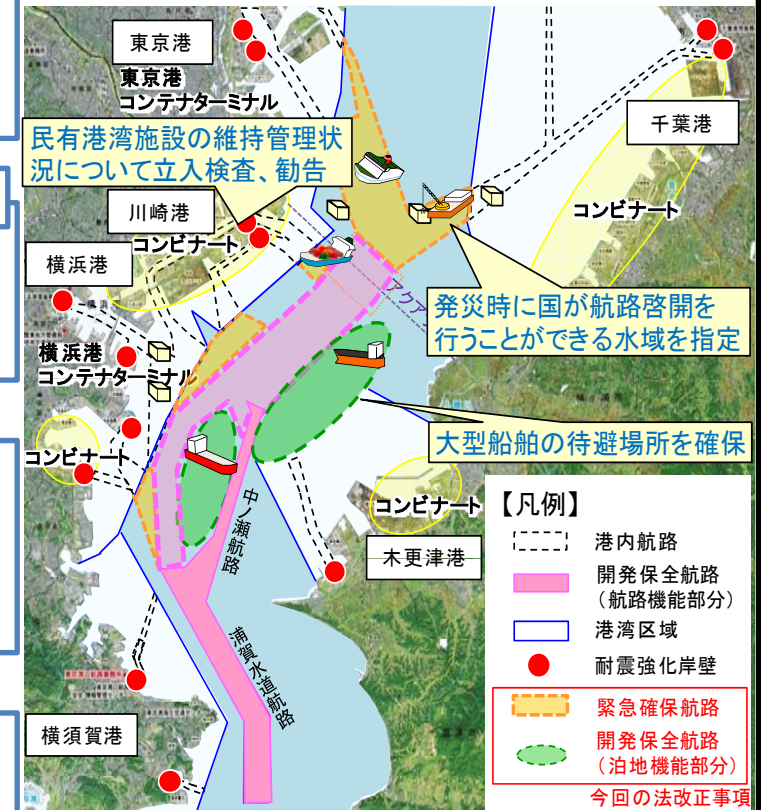 東京港
東京港
コンテナターミナル
千葉港
民有港湾施設の維持管理状
況について立入検査、勧告
川崎港
コンビナート
コンビナート
横浜港
発災時に国が航路啓開を
行うことができる水域を指定
横浜港
コンテナターミナル
大型船舶の待避場所を確保
コンビナート
コンビナート
中ノ瀬航路
木更津港
浦賀水道航路
横須賀港
【凡例】
港内航路
開発保全航路
（航路機能部分）
港湾区域
耐震強化岸壁
緊急確保航路
開発保全航路
（泊地機能部分）
今回の法改正事項